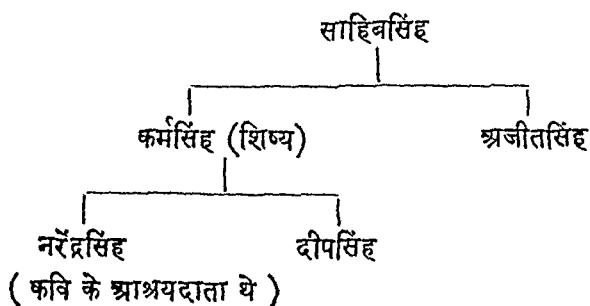 साहिबसिंह
कर्मसिंह (शिष्य) अजीतसिंह
नरेंद्रसिंह दीपसिंह
( कवि के आश्रयदाता थे )